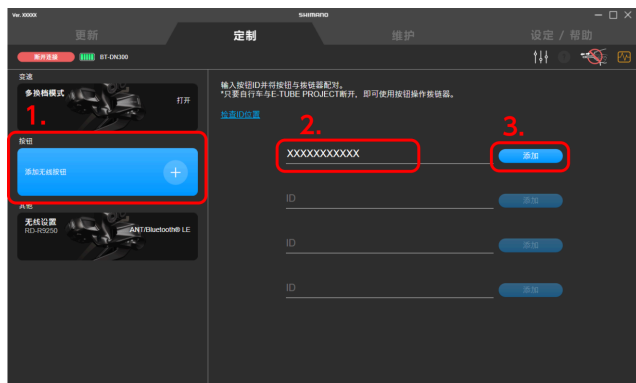 Ver. XXXXX
SHIMANO
更新
定制
维护
设定 / 帮助
断开连接
BT-DN300
变速
多换档模式
打开
1.
按钮
添加无线按钮
其他
无线设置
RD-R9250
ANT/Bluetooth® LE
输入按钮ID并将按钮与拨链器配对。
*只要自行车与E-TUBE PROJECT断开，即可使用按钮操作拨链器。
检查ID位置
2.
3.
XXXXXXXXXXX
添加
ID
添加
ID
添加
ID
添加